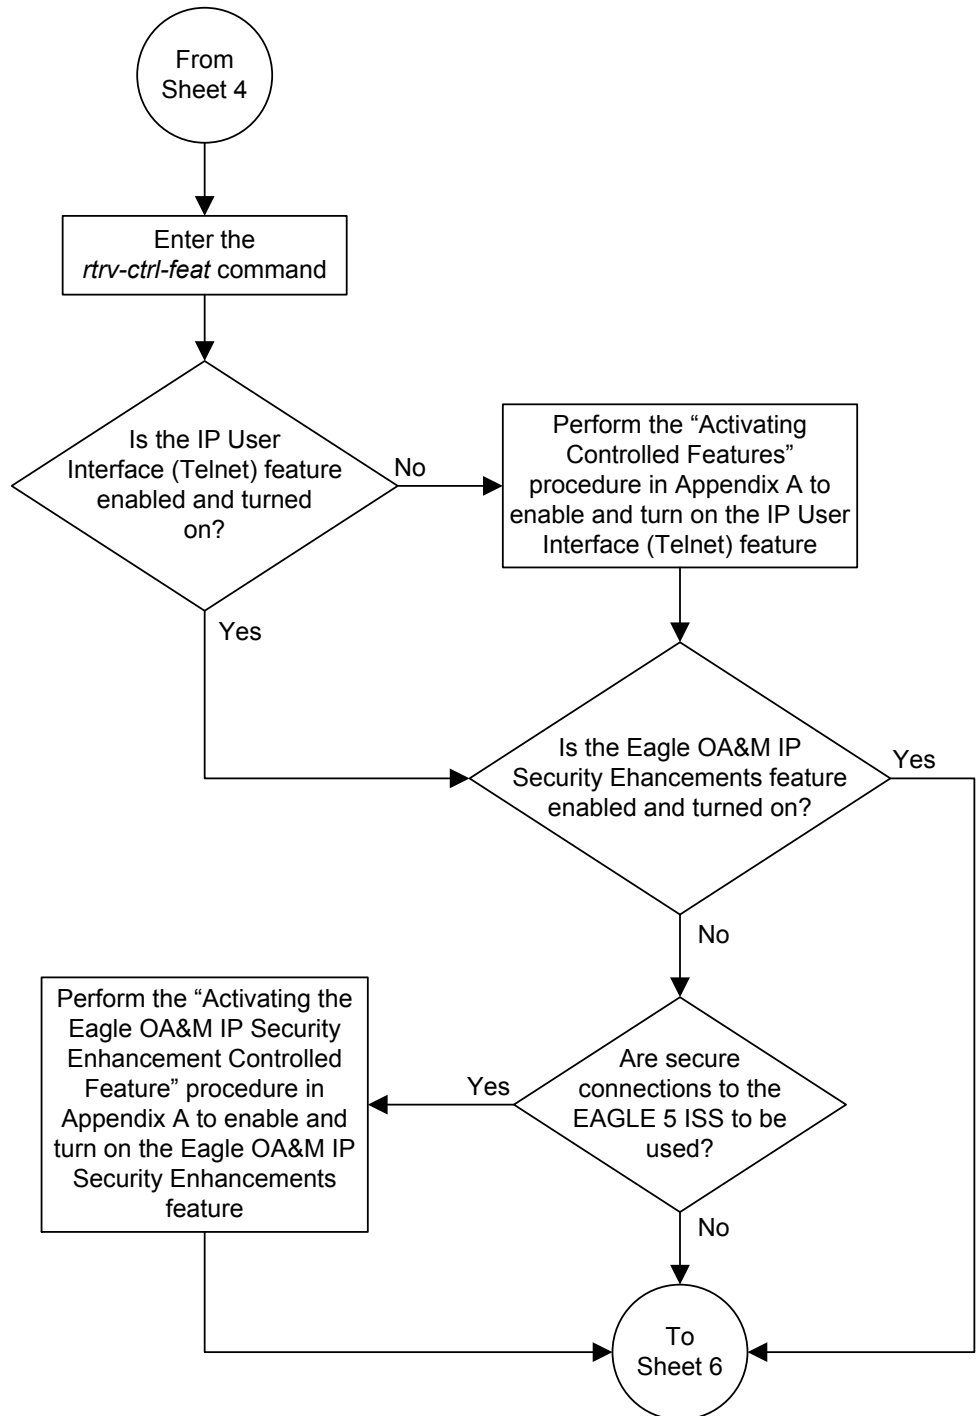 From
Sheet 4
Enter the
rtrv-ctrl-feat command
Is the IP User
Interface (Telnet) feature
enabled and turned
on?
No
Yes
Perform the “Activating
Controlled Features”
procedure in Appendix A to
enable and turn on the IP User
Interface (Telnet) feature
Is the Eagle OA&M IP
Security Ehancements feature
enabled and turned on?
Yes
No
Are secure
connections to the
EAGLE 5 ISS to be
used?
Yes
No
Perform the “Activating the
Eagle OA&M IP Security
Enhancement Controlled
Feature” procedure in
Appendix A to enable and
turn on the Eagle OA&M IP
Security Enhancements
feature
To
Sheet 6